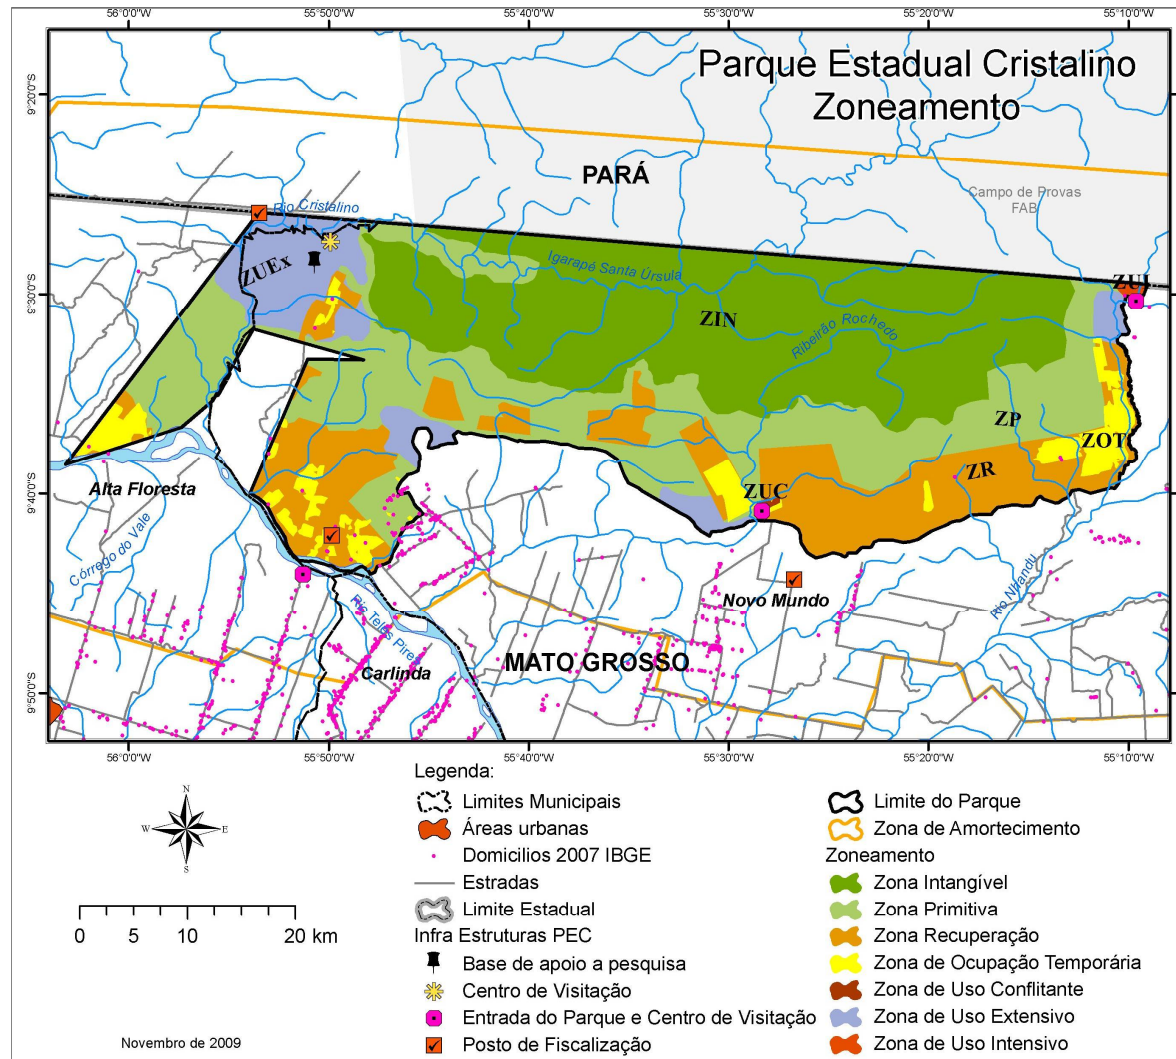 56°00'0"W
55°50'0"W
55°40'0"W
55°30'0"W
55°20'0"W
55°10'0"W
Parque Estadual Cristalino
Zoneamento
9°20'0"S
PARÁ
Campo de Provas
FAB
Rio Cristalino
ZUEx
Igarapé Santa Úrsula
ZUI
9°30'0"S
ZIN
Ribeirão Rochedo
ZP
ZOT
ZR
ZUC
Alta Floresta
9°40'0"S
Córrego do Vale
Novo Mundo
Rio Nhandu
Rio Teles Pires
MATO GROSSO
Carlinda
9°50'0"S
56°00'0"W
55°50'0"W
55°40'0"W
55°30'0"W
55°20'0"W
55°10'0"W
Legenda:
Limites Municipais
Áreas urbanas
Domicilios 2007 IBGE
Estradas
Limite Estadual
Infra Estruturas PEC
Base de apoio a pesquisa
Centro de Visitação
Entrada do Parque e Centro de Visitação
Posto de Fiscalização
Limite do Parque
Zona de Amortecimento
Zoneamento
Zona Intangível
Zona Primitiva
Zona Recuperação
Zona de Ocupação Temporária
Zona de Uso Conflitante
Zona de Uso Extensivo
Zona de Uso Intensivo
N
W
E
S
0 5 10 20 km
Novembro de 2009